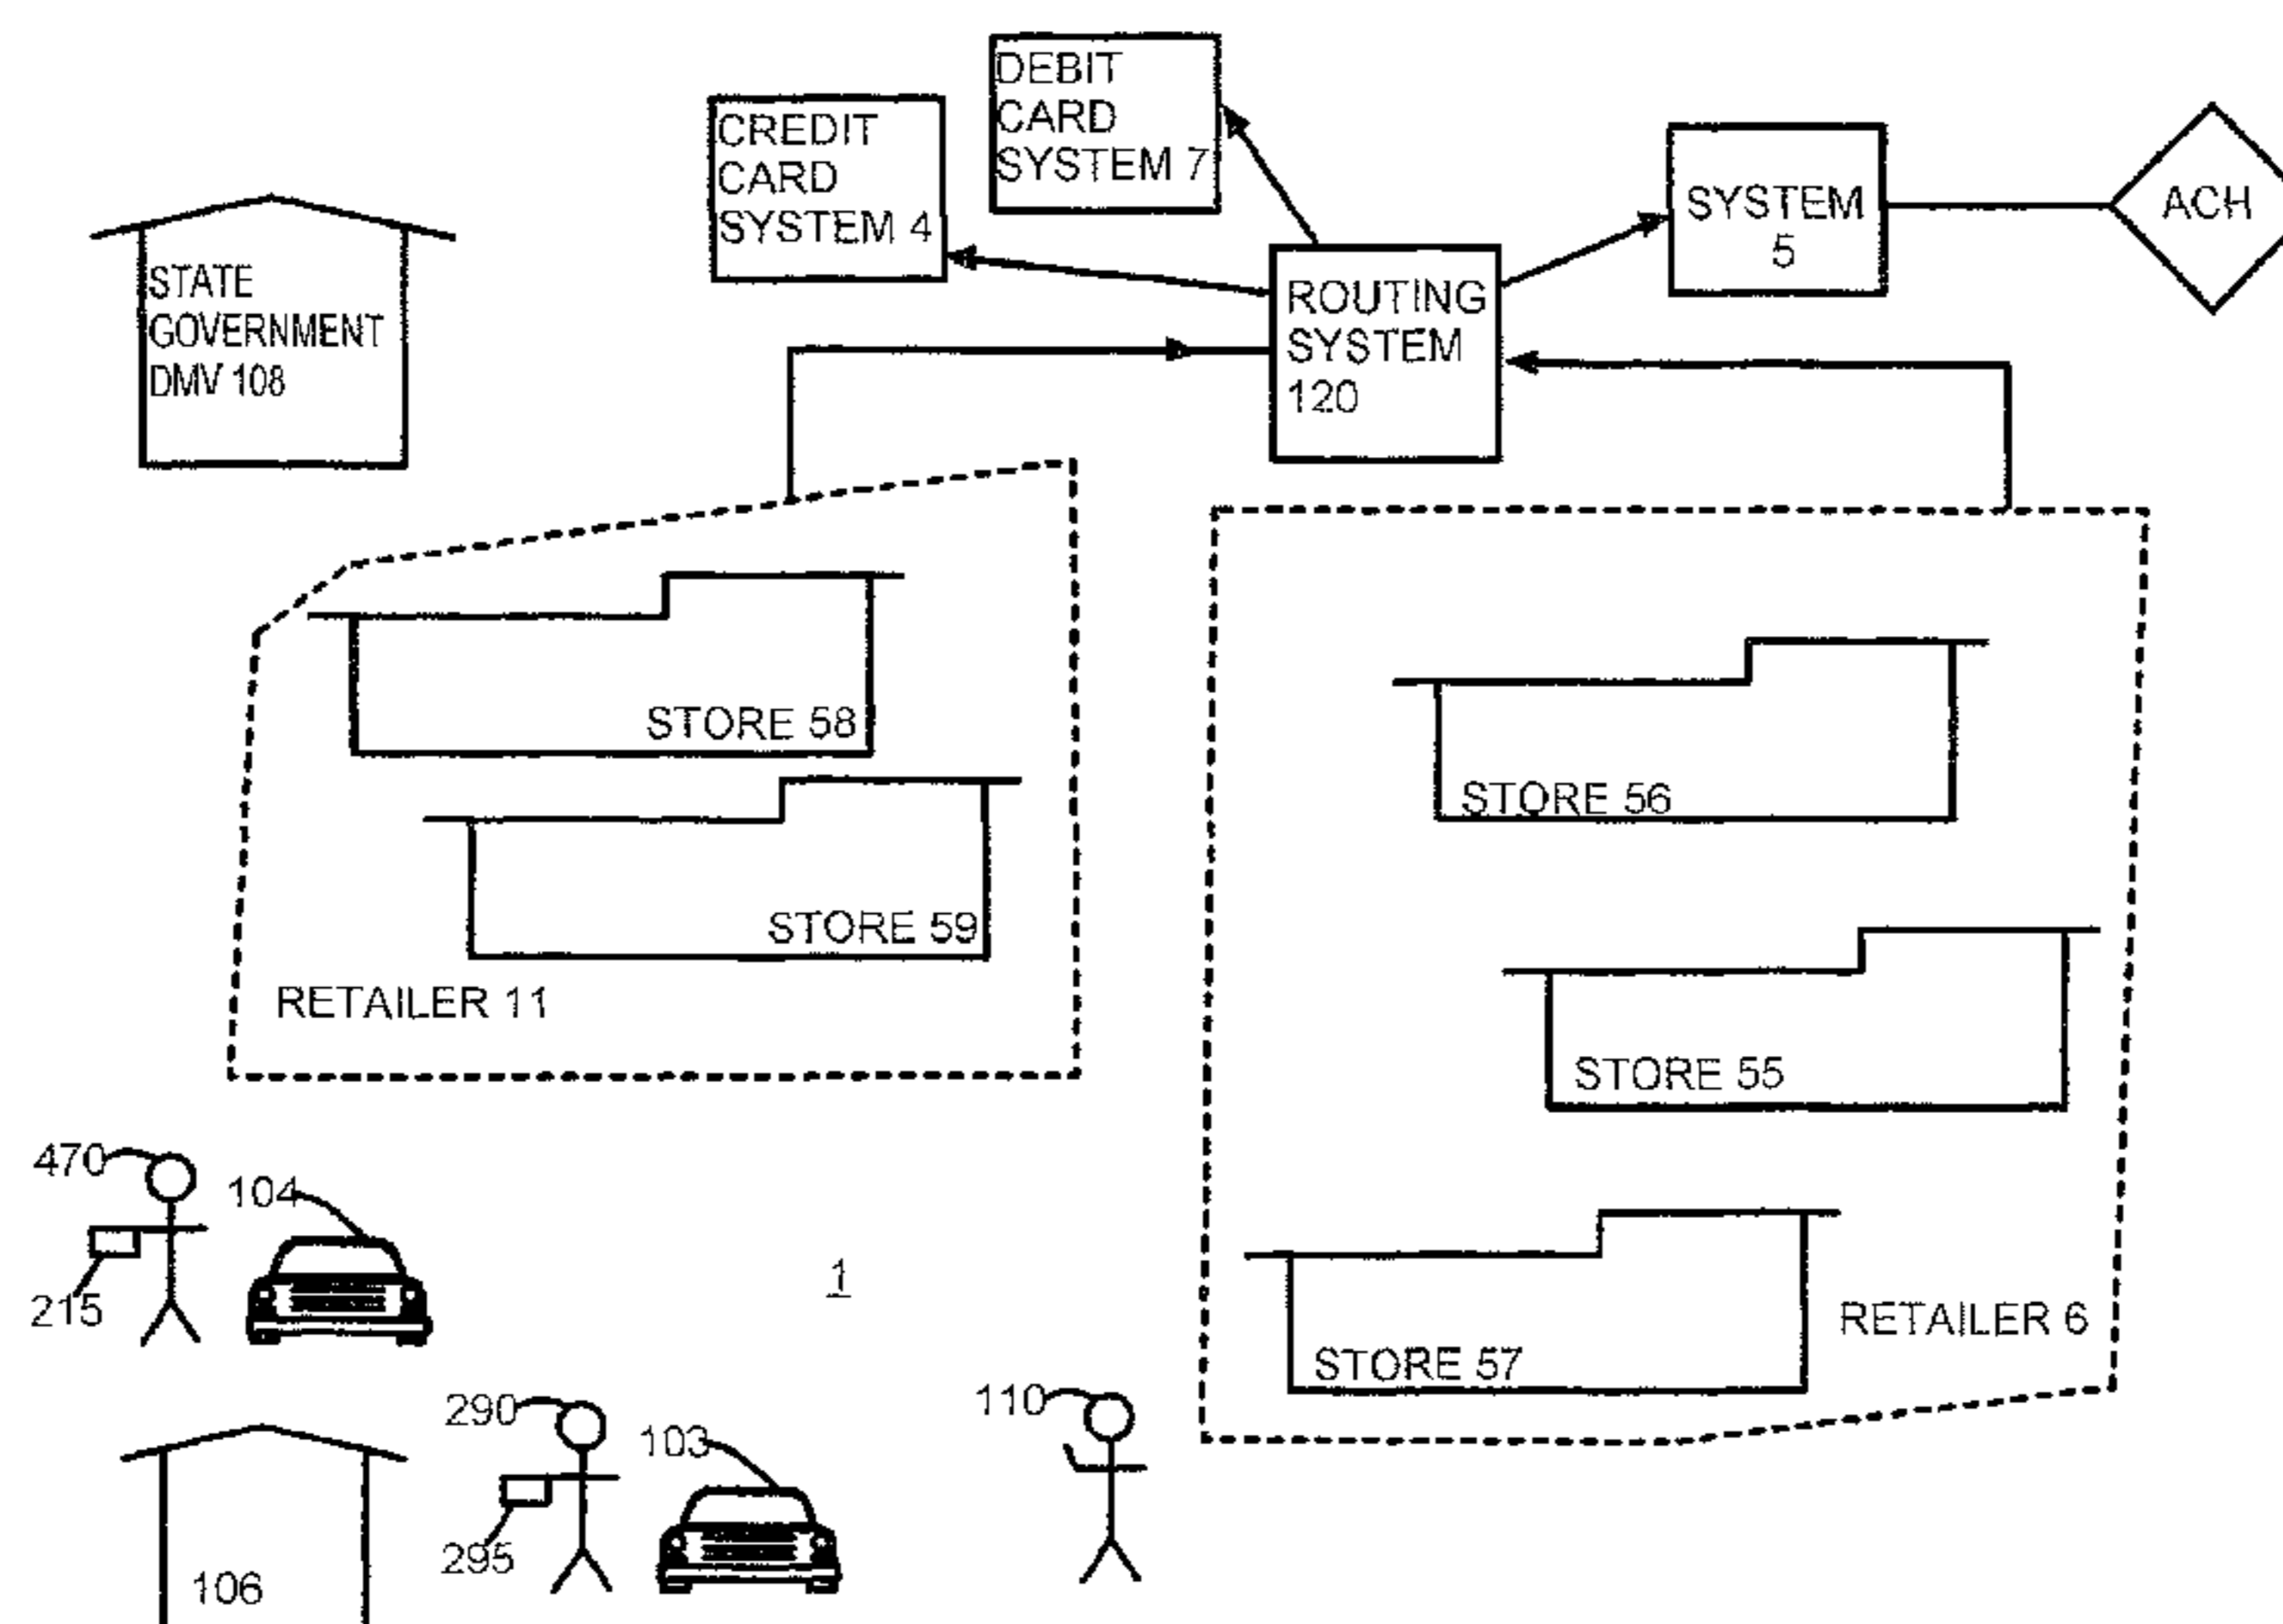 DEBIT
CARD
SYSTEM 7
CREDIT
CARD
SYSTEM 4
SYSTEM
5
ACH
STATE
GOVERNMENT
DMV 108
ROUTING
SYSTEM
120
STORE 58
STORE 56
STORE 59
RETAILER 11
STORE 55
470
104
215
1
RETAILER 6
STORE 57
290
103
110
295
106